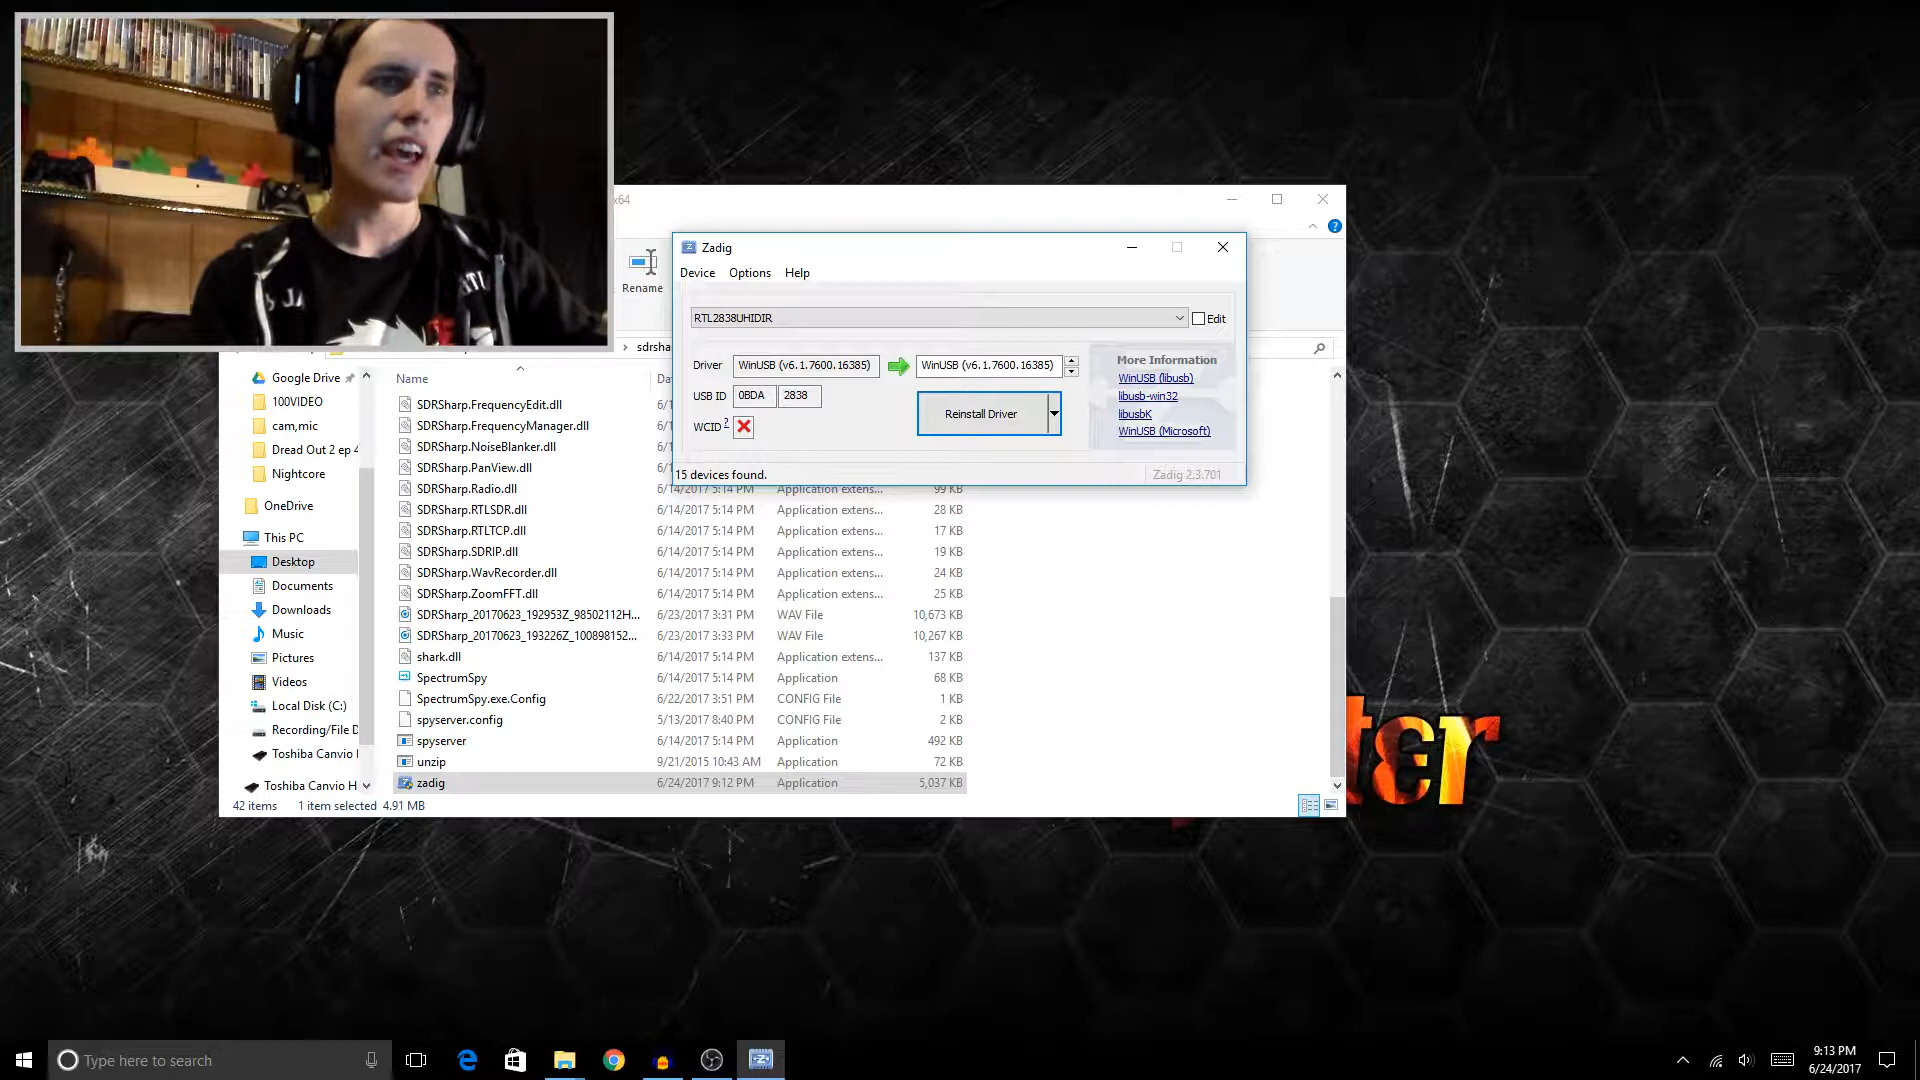 x64
Rename
sdrsha
Zadig
Device Options Help
RTL2838UHIDIR
Edit
Driver WinUSB (v6.1.7600.16385) WinUSB (v6.1.7600.16385)
USB ID 0BDA 2838
WCID ?
Reinstall Driver
More Information
WinUSB (libusb)
libusb-win32
libusbK
WinUSB (Microsoft)
15 devices found.
Zadig 2.3.701
Google Drive
100VIDEO
cam,mic
Dread Out 2 ep 4
Nightcore
OneDrive
This PC
Desktop
Documents
Downloads
Music
Pictures
Videos
Local Disk (C:)
Recording/File D
Toshiba Canvio
Toshiba Canvio H
Name
SDRSharp.FrequencyEdit.dll
SDRSharp.FrequencyManager.dll
SDRSharp.NoiseBlanker.dll
SDRSharp.PanView.dll
SDRSharp.Radio.dll 6/14/2017 5:14 PM Application extens... 99 KB
SDRSharp.RTLSDR.dll 6/14/2017 5:14 PM Application extens... 28 KB
SDRSharp.RTLTCP.dll 6/14/2017 5:14 PM Application extens... 17 KB
SDRSharp.SDRIP.dll 6/14/2017 5:14 PM Application extens... 19 KB
SDRSharp.WavRecorder.dll 6/14/2017 5:14 PM Application extens... 24 KB
SDRSharp.ZoomFFT.dll 6/14/2017 5:14 PM Application extens... 25 KB
SDRSharp_20170623_192953Z_98502112H... 6/23/2017 3:31 PM WAV File 10,673 KB
SDRSharp_20170623_193226Z_100898152... 6/23/2017 3:33 PM WAV File 10,267 KB
shark.dll 6/14/2017 5:14 PM Application extens... 137 KB
SpectrumSpy 6/14/2017 5:14 PM Application 68 KB
SpectrumSpy.exe.Config 6/22/2017 3:51 PM CONFIG File 1 KB
spyserver.config 5/13/2017 8:40 PM CONFIG File 2 KB
spyserver 6/14/2017 5:14 PM Application 492 KB
unzip 9/21/2015 10:43 AM Application 72 KB
zadig 6/24/2017 9:12 PM Application 5,037 KB
42 items 1 item selected 4.91 MB
ter
Type here to search
9:13 PM
6/24/2017